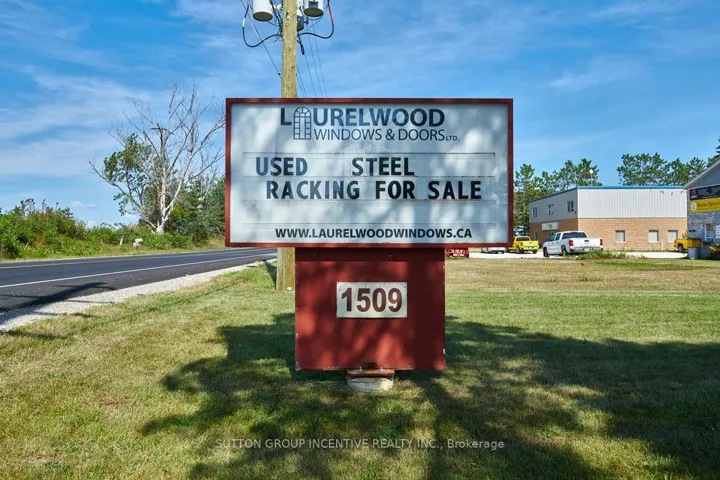 LAURELWOOD
WINDOWS & DOORS LTD.
USED STEEL
RACKING FOR SALE
WWW.LAURELWOODWINDOWS.CA
1509
SUTTON GROUP INCENTIVE REALTY INC., Brokerage